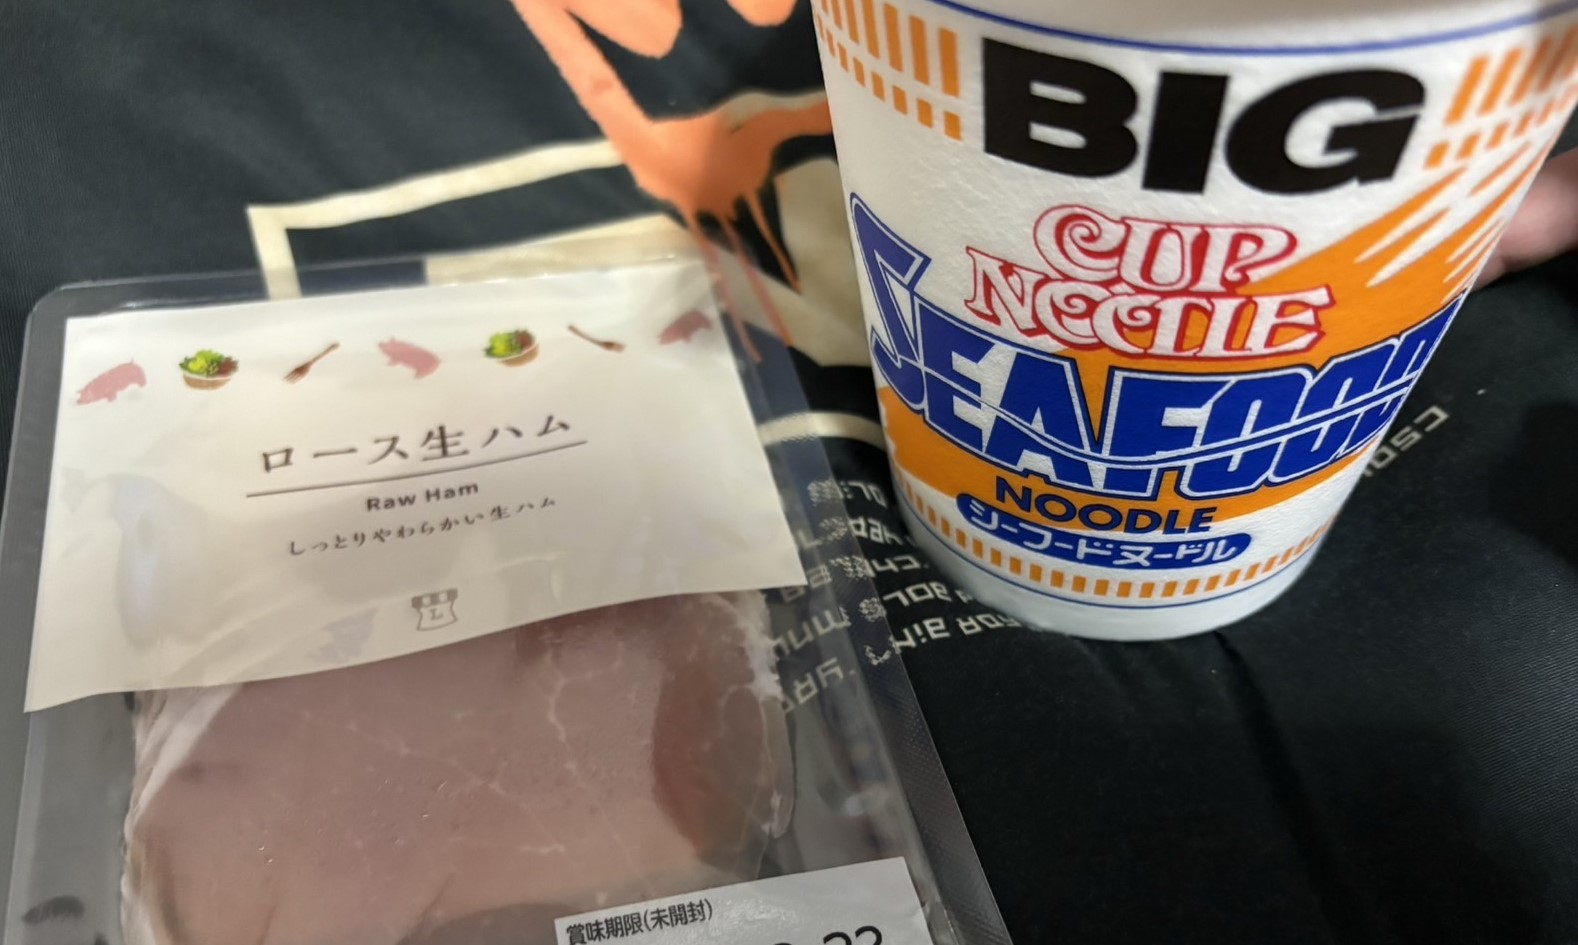 ロース生ハム
Raw Ham
しっとりやわらかい生ハム
L
賞味期限(未開封)
BIG
CUP
NOODLE
SEAFOOD
NOODLE
シーフードヌードル